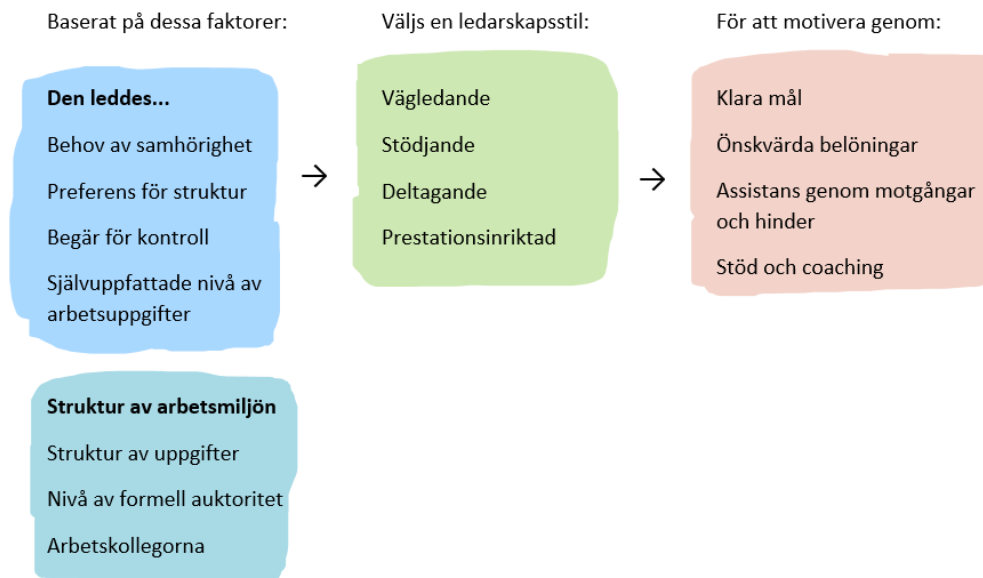 Baserat på dessa faktorer:
Den leddes...
Behov av samhörighet
Preferens för struktur
Begär för kontroll
Självuppfattade nivå av
arbetsuppgifter
Struktur av arbetsmiljön
Struktur av uppgifter
Nivå av formell auktoritet
Arbetskollegorna
Väljs en ledarskapsstil:
Vägledande
Stödjande
Deltagande
Prestationsinriktad
För att motivera genom:
Klara mål
Önskvärda belöningar
Assistans genom motgångar
och hinder
Stöd och coaching